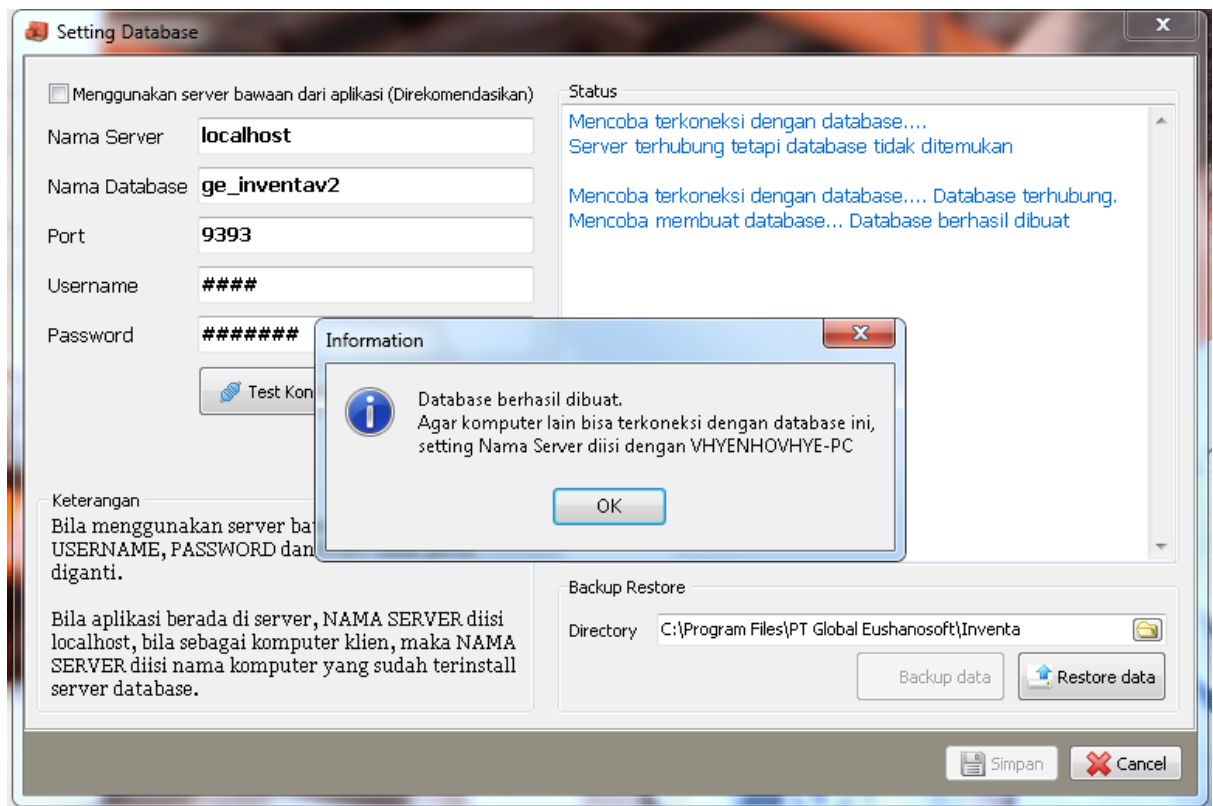 Setting Database
Menggunakan server bawaan dari aplikasi (Direkomendasikan)
Nama Server
localhost
Nama Database
ge_inventav2
Port
9393
Username
####
Password
#######
Test Kon
Keterangan
Bila menggunakan server ba
USERNAME, PASSWORD dan
diganti.
Bila aplikasi berada di server, NAMA SERVER diisi
localhost, bila sebagai komputer klien, maka NAMA
SERVER diisi nama komputer yang sudah terinstall
server database.
Status
Mencoba terkoneksi dengan database....
Server terhubung tetapi database tidak ditemukan
Mencoba terkoneksi dengan database.... Database terhubung.
Mencoba membuat database... Database berhasil dibuat
Information
Database berhasil dibuat.
Agar komputer lain bisa terkoneksi dengan database ini,
setting Nama Server diisi dengan VHYENHOVHYE-PC
OK
Backup Restore
Directory
C:\Program Files\PT Global Eushanosoft\Inventa
Backup data
Restore data
Simpan
Cancel